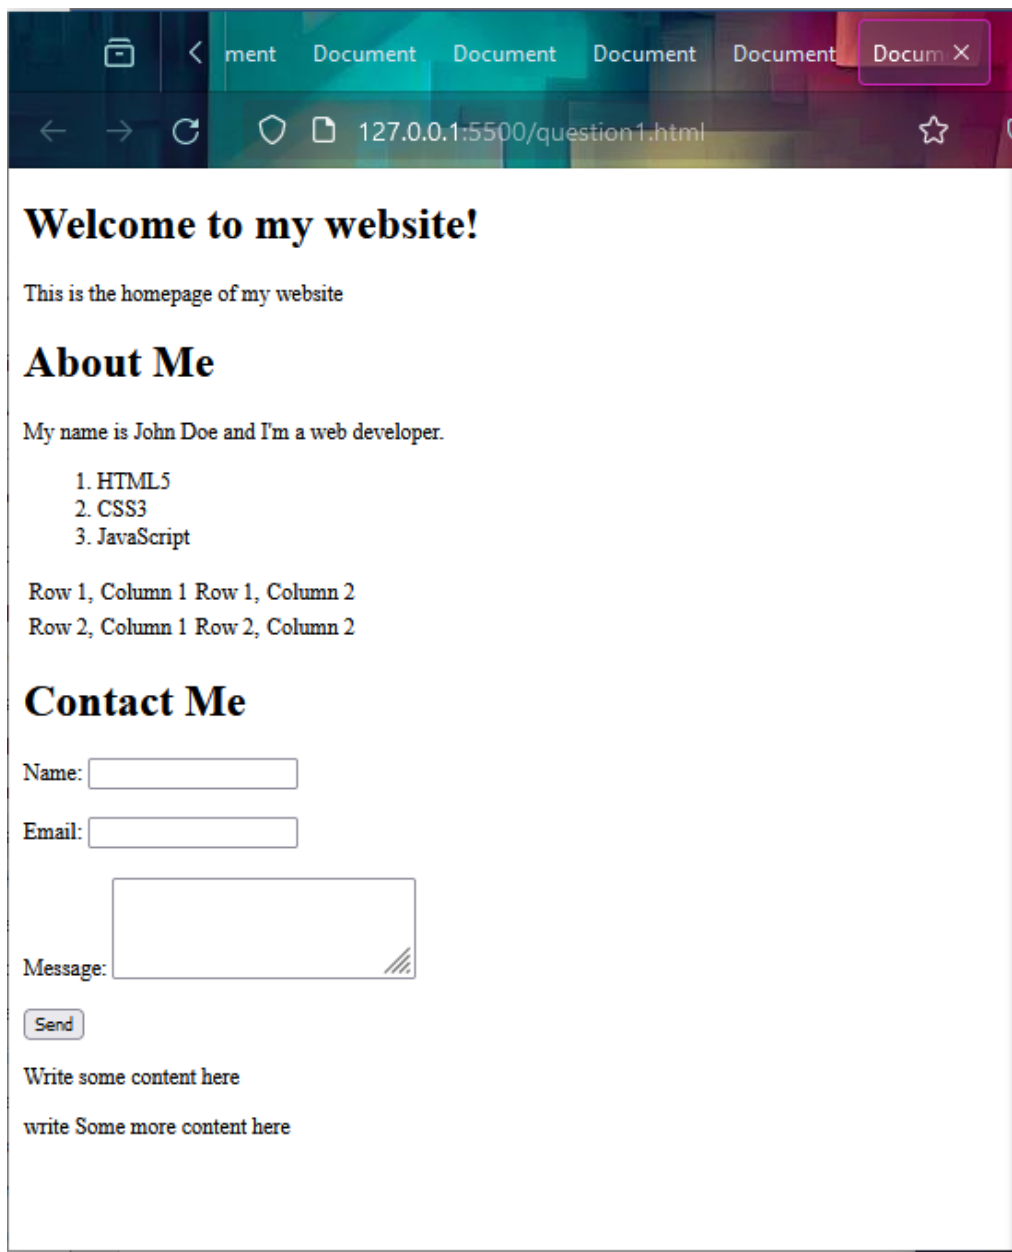 ment Document Document Document Document Docum
127.0.0.1:5500/question1.html
Welcome to my website!
This is the homepage of my website
About Me
My name is John Doe and I'm a web developer.
1. HTML5
2. CSS3
3. JavaScript
Row 1, Column 1 Row 1, Column 2
Row 2, Column 1 Row 2, Column 2
Contact Me
Name:
Email:
Message:
Send
Write some content here
write Some more content here